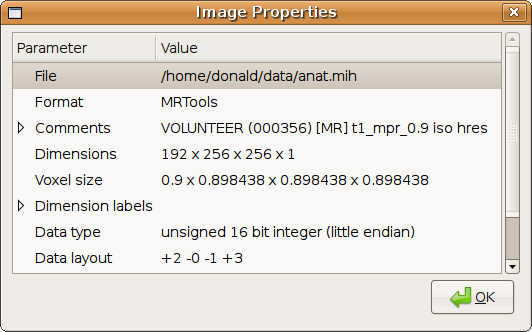 Image Properties
Parameter Value
File /home/donald/data/anat.mih
Format MRTools
Comments VOLUNTEER (000356) [MR] t1_mpr_0.9 iso hres
Dimensions 192 x 256 x 256 x 1
Voxel size 0.9 x 0.898438 x 0.898438 x 0.898438
Dimension labels
Data type unsigned 16 bit integer (little endian)
Data layout +2 -0 -1 +3
OK